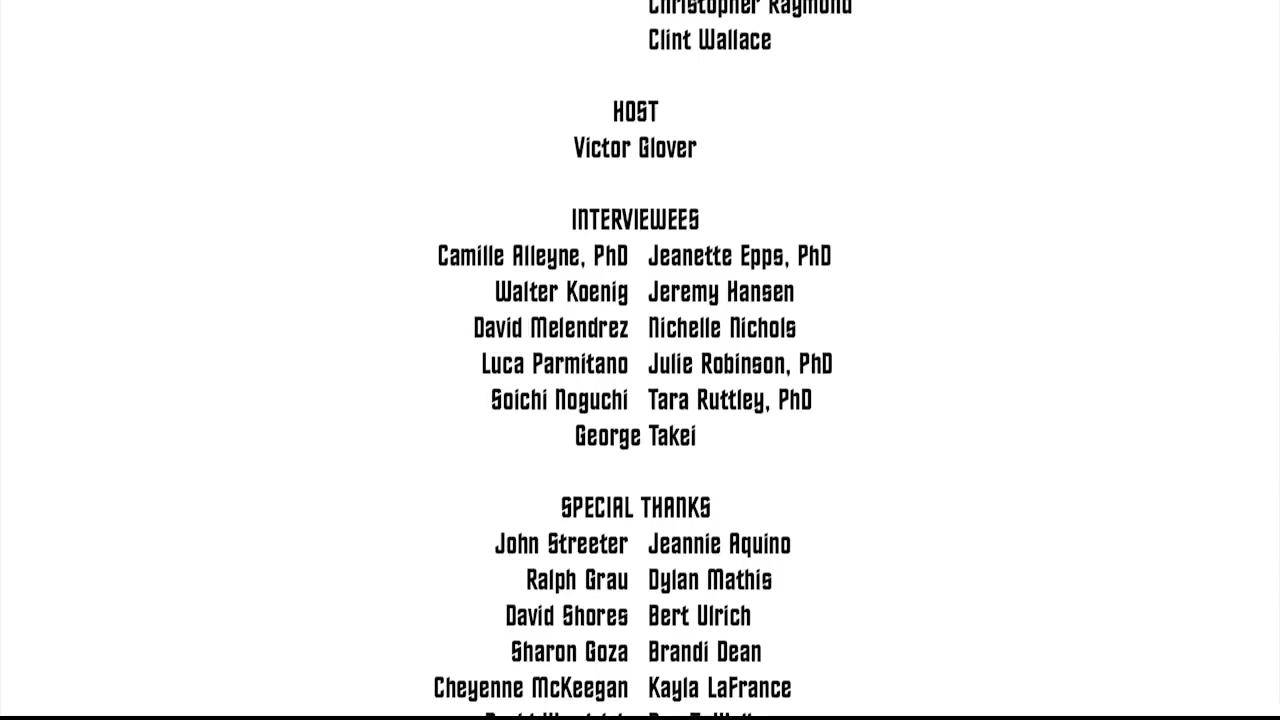 Christopher Raymond
Clint Wallace
HOST
Victor Glover
INTERVIEWEES
Camille Alleyne, PhD Jeanette Epps, PhD
Walter Koenig Jeremy Hansen
David Melendrez Nichelle Nichols
Luca Parmitano Julie Robinson, PhD
Soichi Noguchi Tara Ruttley, PhD
George Takei
SPECIAL THANKS
John Streeter Jeannie Aquino
Ralph Grau Dylan Mathis
David Shores Bert Ulrich
Sharon Goza Brandi Dean
Cheyenne McKeegan Kayla LaFrance